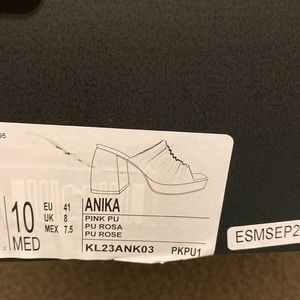 95
10
MED
EU 41
UK 8
MEX 7.5
ANIKA
PINK PU
PU ROSA
PU ROSE
KL23ANK03 PKPU1
ESMSEP2